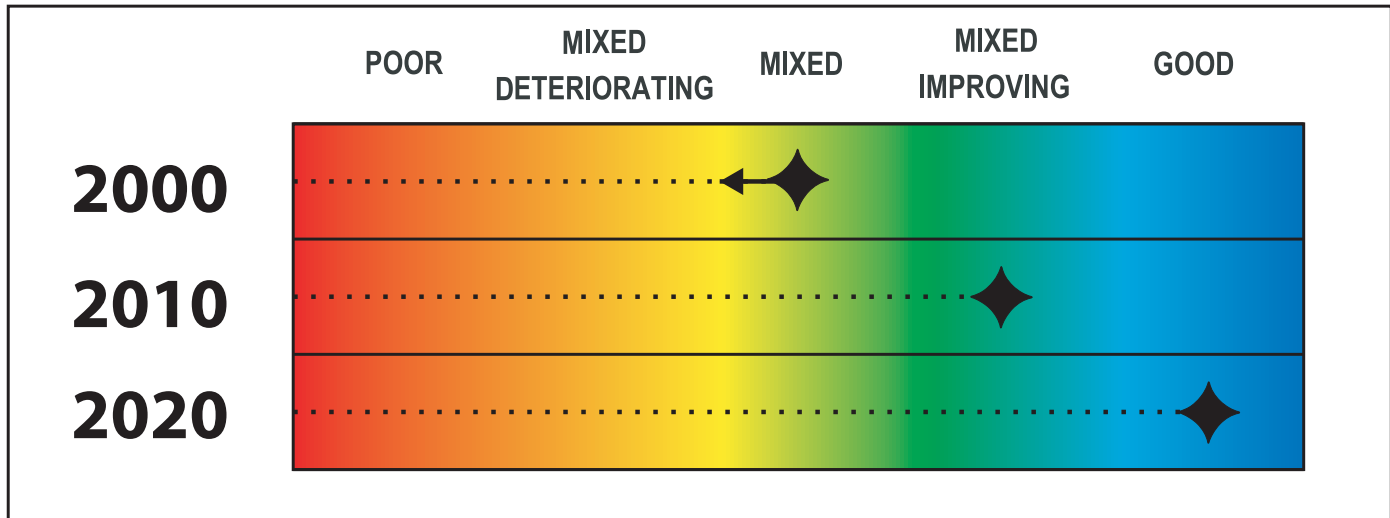 POOR
MIXED
DETERIORATING
MIXED
MIXED
IMPROVING
GOOD
2000
2010
2020